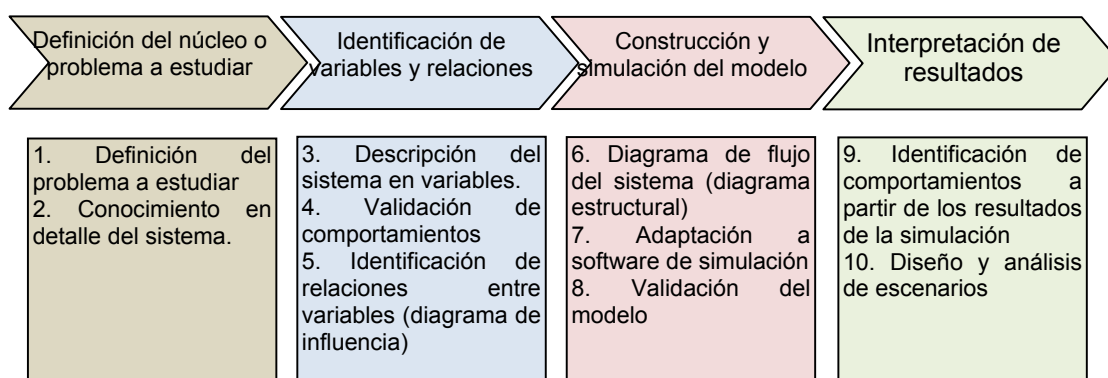 Definición del núcleo o
problema a estudiar
Identificación de
variables y relaciones
Construcción y
simulación del modelo
Interpretación de
resultados
1. Definición del
problema a estudiar
2. Conocimiento en
detalle del sistema.
3. Descripción del
sistema en variables.
4. Validación de
comportamientos
5. Identificación de
relaciones entre
variables (diagrama de
influencia)
6. Diagrama de flujo
del sistema (diagrama
estructural)
7. Adaptación a
software de simulación
8. Validación del
modelo
9. Identificación de
comportamientos a
partir de los resultados
de la simulación
10. Diseño y análisis
de escenarios